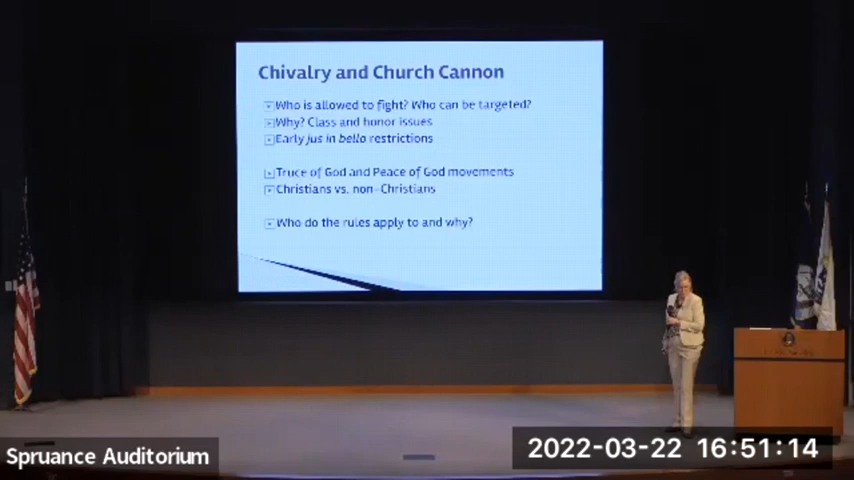 Chivalry and Church Cannon
Who is allowed to fight? Who can be targeted?
Why? Class and honor issues
Early jus in bello restrictions
Truce of God and Peace of God movements
Christians vs. non-Christians
Who do the rules apply to and why?
Spruance Auditorium
2022-03-22 16:51:14